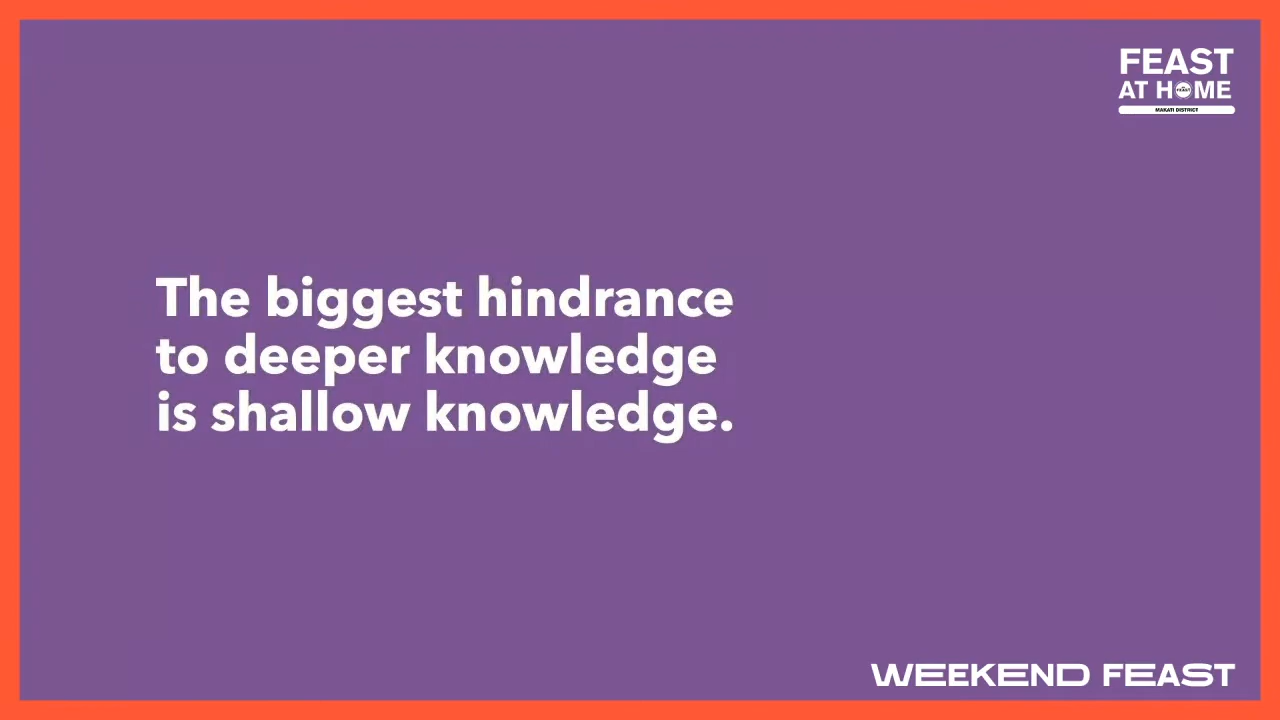 FEAST
AT HOME
MAKATI DISTRICT
The biggest hindrance
to deeper knowledge
is shallow knowledge.
WEEKEND FEAST